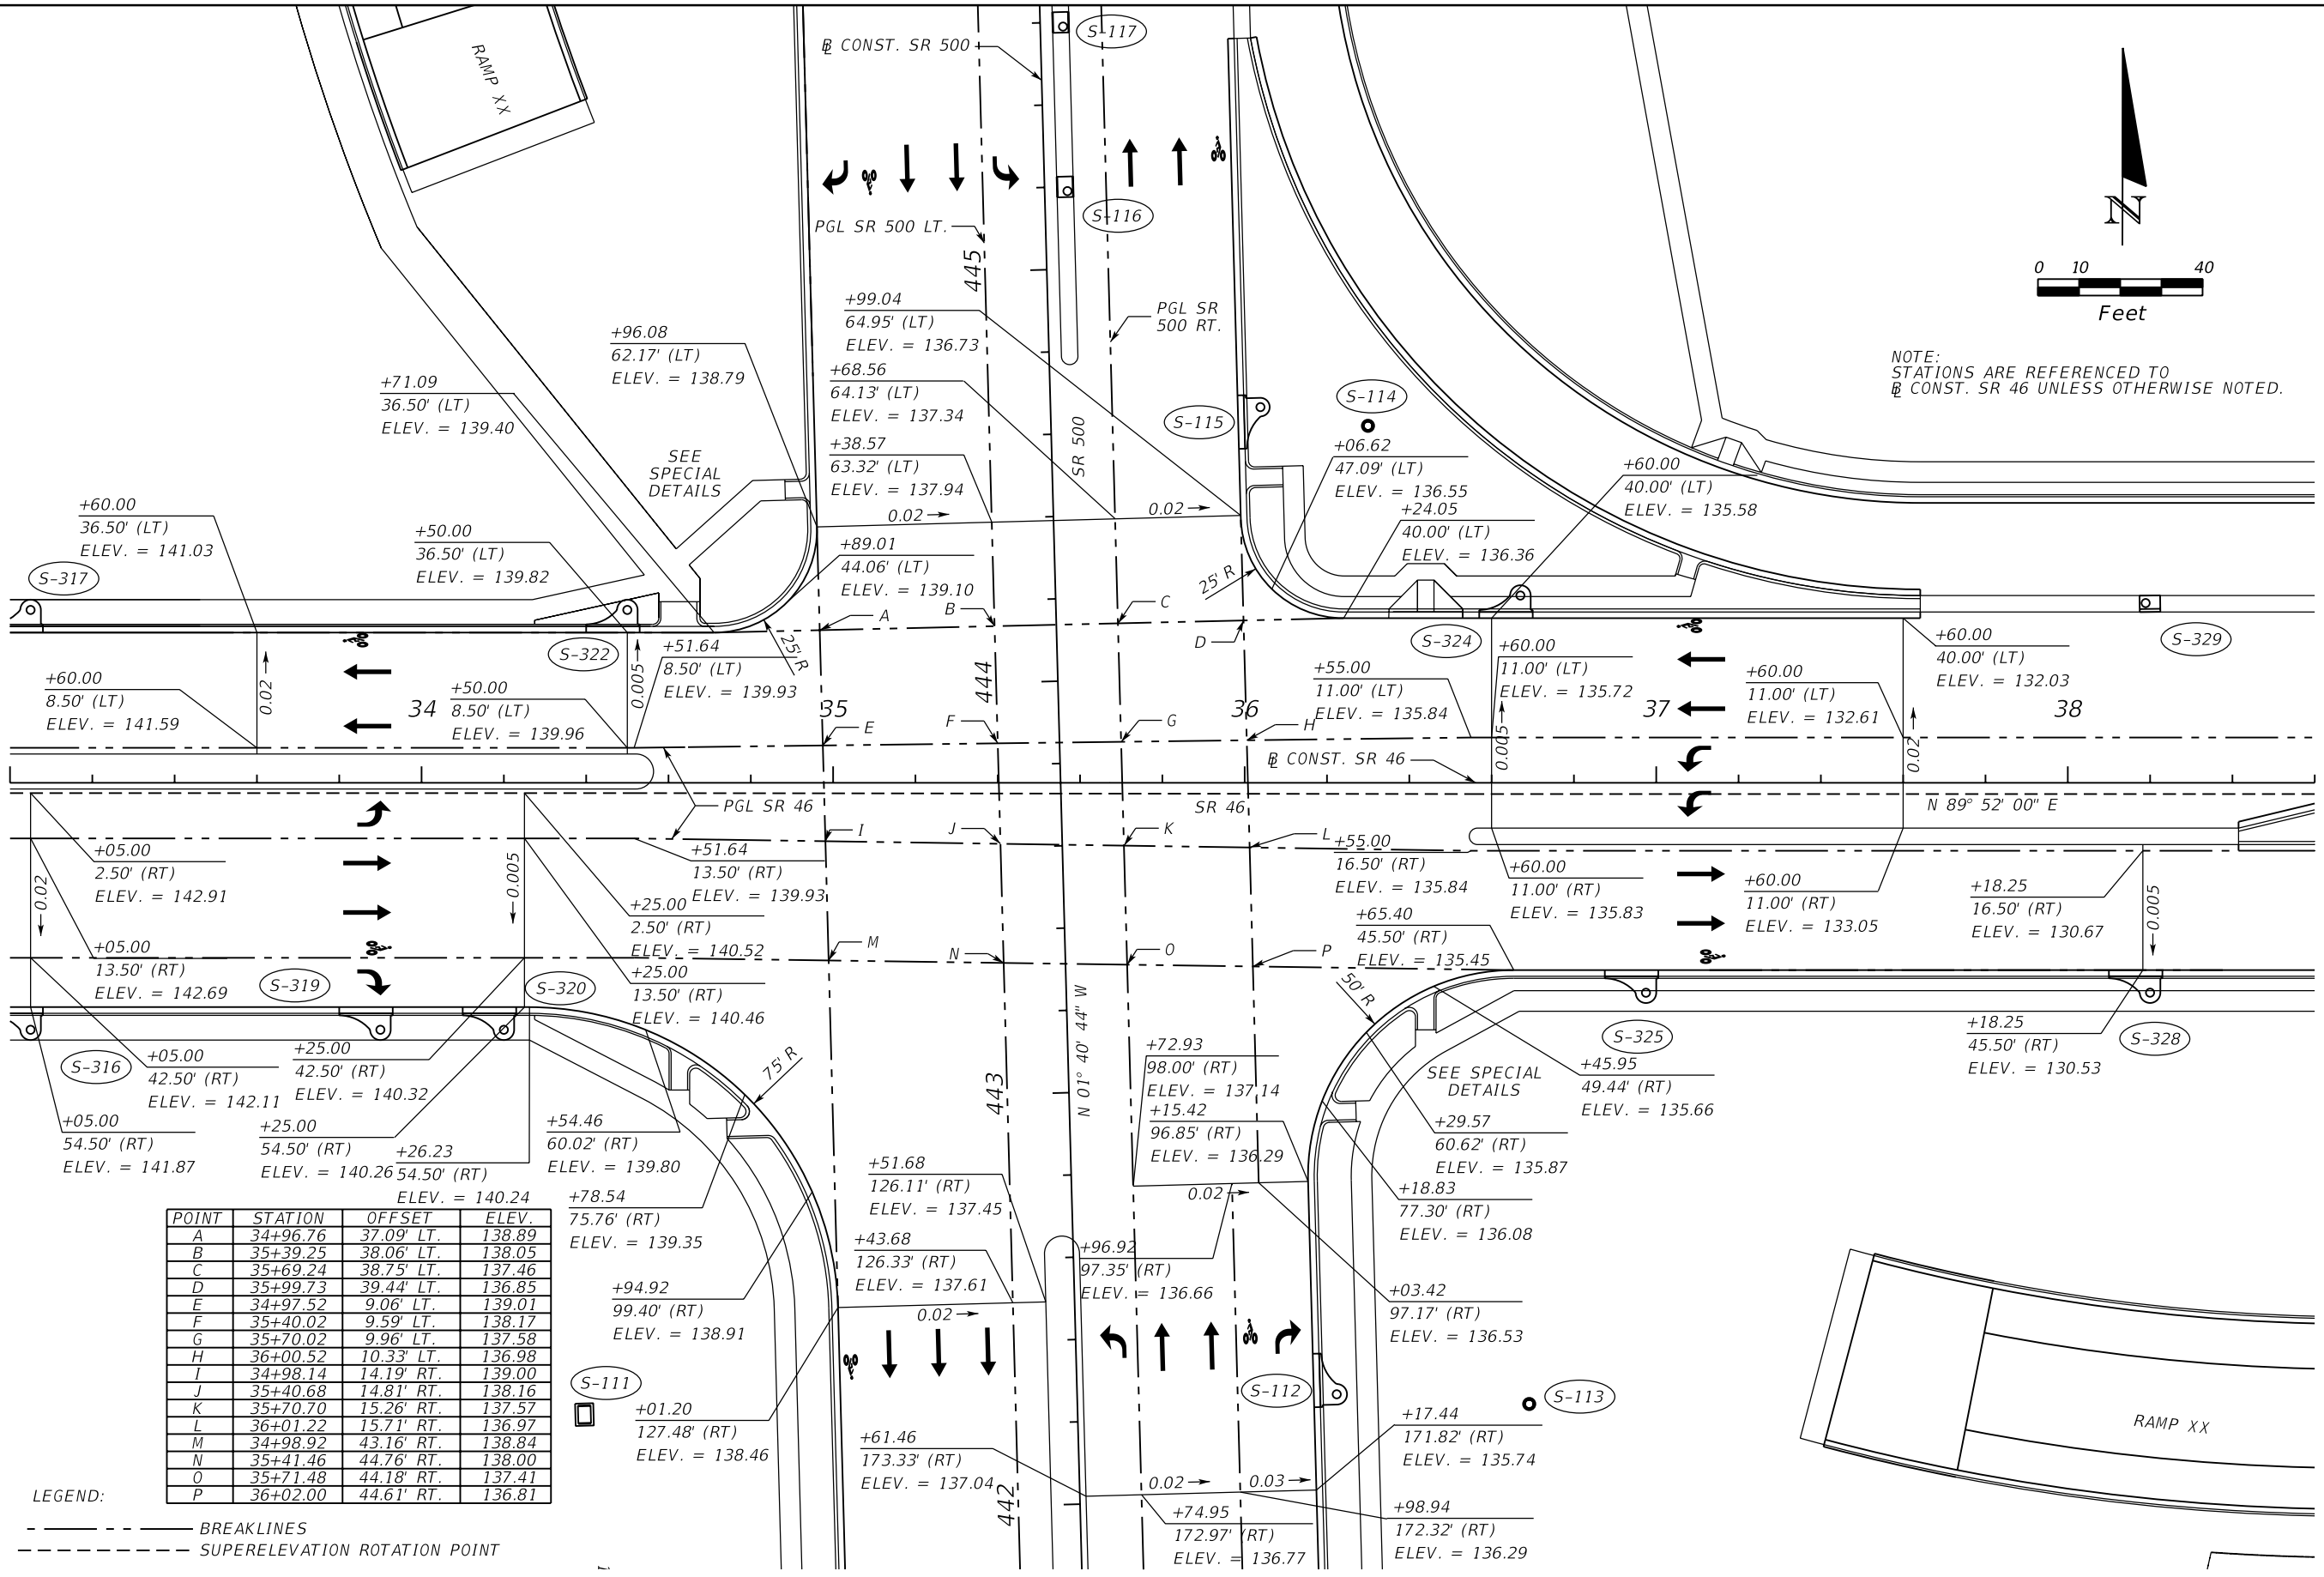 RAMP XX
B CONST. SR 500
S-117
S-116
PGL SR 500 LT.
445
N
0 10 40
Feet
NOTE:
STATIONS ARE REFERENCED TO
B CONST. SR 46 UNLESS OTHERWISE NOTED.
+99.04
64.95' (LT)
ELEV. = 136.73
PGL SR
500 RT.
+96.08
62.17' (LT)
ELEV. = 138.79
+68.56
64.13' (LT)
ELEV. = 137.34
+71.09
36.50' (LT)
ELEV. = 139.40
S-115
S-114
+38.57
63.32' (LT)
ELEV. = 137.94
SR 500
+06.62
47.09' (LT)
ELEV. = 136.55
+60.00
40.00' (LT)
ELEV. = 135.58
SEE
SPECIAL
DETAILS
+60.00
36.50' (LT)
ELEV. = 141.03
+50.00
36.50' (LT)
ELEV. = 139.82
0.02
0.02
+24.05
40.00' (LT)
ELEV. = 136.36
+89.01
44.06' (LT)
ELEV. = 139.10
S-317
25' R
A
B
C
D
25' R
S-322
S-324
S-329
+51.64
8.50' (LT)
ELEV. = 139.93
+60.00
8.50' (LT)
ELEV. = 141.59
0.02
34
+50.00
8.50' (LT)
ELEV. = 139.96
0.005
35
444
36
+55.00
11.00' (LT)
ELEV. = 135.84
+60.00
11.00' (LT)
ELEV. = 135.72
0.005
37
+60.00
11.00' (LT)
ELEV. = 132.61
+60.00
40.00' (LT)
ELEV. = 132.03
0.02
38
E
F
G
H
B CONST. SR 46
PGL SR 46
SR 46
N 89° 52' 00" E
I
J
K
L
+05.00
2.50' (RT)
ELEV. = 142.91
0.02
0.005
+51.64
13.50' (RT)
ELEV. = 139.93
+55.00
16.50' (RT)
ELEV. = 135.84
+60.00
11.00' (RT)
ELEV. = 135.83
+60.00
11.00' (RT)
ELEV. = 133.05
+18.25
16.50' (RT)
ELEV. = 130.67
0.005
+25.00
2.50' (RT)
ELEV. = 140.52
+65.40
45.50' (RT)
ELEV. = 135.45
+05.00
13.50' (RT)
ELEV. = 142.69
M
N
O
P
S-319
S-320
+25.00
13.50' (RT)
ELEV. = 140.46
50' R
S-316
+05.00
42.50' (RT)
ELEV. = 142.11
+25.00
42.50' (RT)
ELEV. = 140.32
75' R
443
N 01° 40' 44" W
+72.93
98.00' (RT)
ELEV. = 137.14
SEE SPECIAL
DETAILS
S-325
+18.25
45.50' (RT)
ELEV. = 130.53
S-328
+45.95
49.44' (RT)
ELEV. = 135.66
+05.00
54.50' (RT)
ELEV. = 141.87
+25.00
54.50' (RT)
ELEV. = 140.26
+26.23
54.50' (RT)
ELEV. = 140.24
+54.46
60.02' (RT)
ELEV. = 139.80
+15.42
96.85' (RT)
ELEV. = 136.29
+29.57
60.62' (RT)
ELEV. = 135.87
+51.68
126.11' (RT)
ELEV. = 137.45
0.02
+18.83
77.30' (RT)
ELEV. = 136.08
+78.54
75.76' (RT)
ELEV. = 139.35
+43.68
126.33' (RT)
ELEV. = 137.61
+96.92
97.35' (RT)
ELEV. = 136.66
+94.92
99.40' (RT)
ELEV. = 138.91
0.02
+03.42
97.17' (RT)
ELEV. = 136.53
POINT STATION OFFSET ELEV.
A 34+96.76 37.09' LT. 138.89
B 35+39.25 38.06' LT. 138.05
C 35+69.24 38.75' LT. 137.46
D 35+99.73 39.44' LT. 136.85
E 34+97.52 9.06' LT. 139.01
F 35+40.02 9.59' LT. 138.17
G 35+70.02 9.96' LT. 137.58
H 36+00.52 10.33' LT. 136.98
I 34+98.14 14.19' RT. 139.00
J 35+40.68 14.81' RT. 138.16
K 35+70.70 15.26' RT. 137.57
L 36+01.22 15.71' RT. 136.97
M 34+98.92 43.16' RT. 138.84
N 35+41.46 44.76' RT. 138.00
O 35+71.48 44.18' RT. 137.41
P 36+02.00 44.61' RT. 136.81
S-111
S-112
S-113
+01.20
127.48' (RT)
ELEV. = 138.46
+61.46
173.33' (RT)
ELEV. = 137.04
+17.44
171.82' (RT)
ELEV. = 135.74
RAMP XX
0.02
0.03
442
+74.95
172.97' (RT)
ELEV. = 136.77
+98.94
172.32' (RT)
ELEV. = 136.29
LEGEND:
BREAKLINES
SUPERELEVATION ROTATION POINT